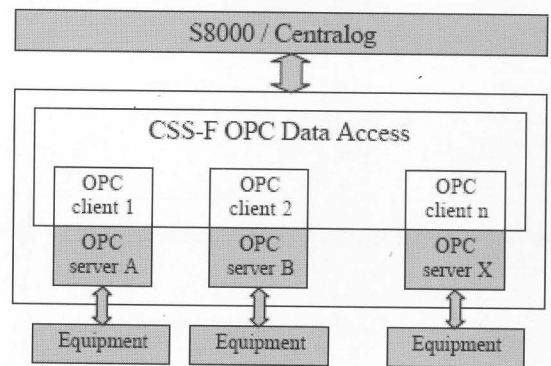 S8000 / Centralog
CSS-F OPC Data Access
OPC
client 1
OPC
client 2
OPC
client n
OPC
server A
OPC
server B
OPC
server X
Equipment
Equipment
Equipment